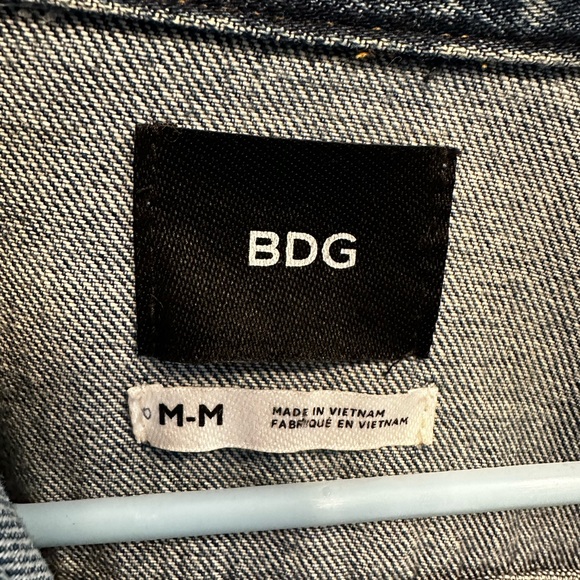 BDG
M-M
MADE IN VIETNAM
FABRIQUÉ EN VIETNAM